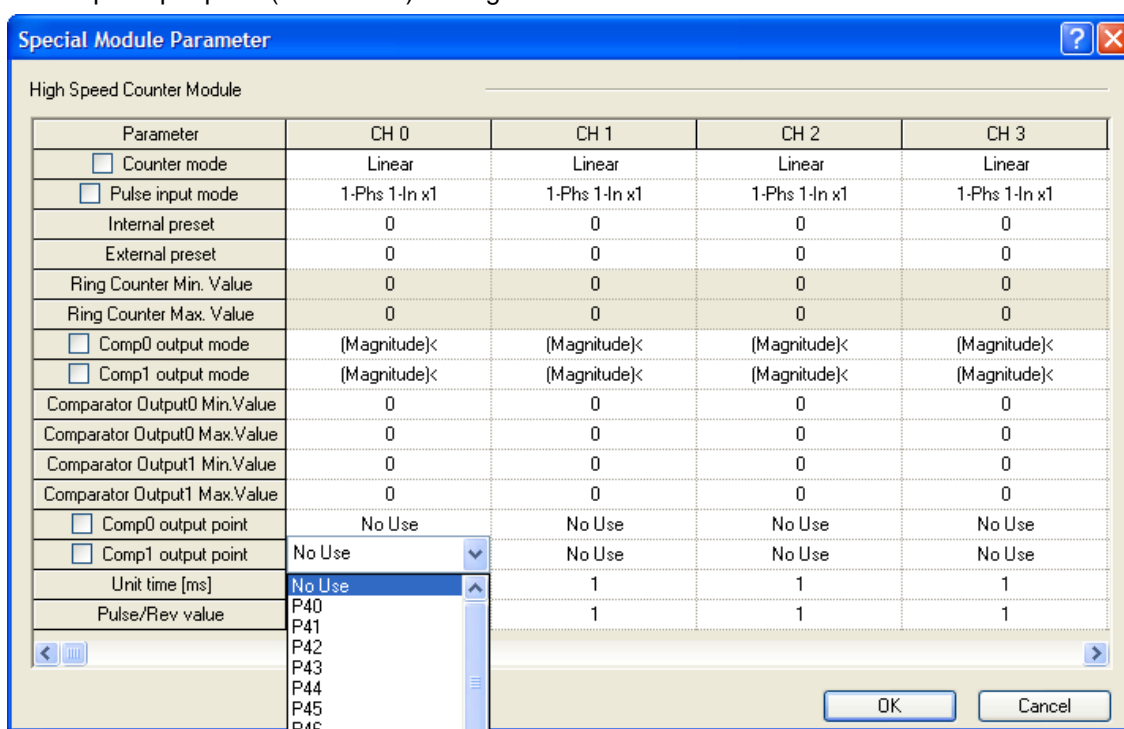 Special Module Parameter
High Speed Counter Module
Parameter CH 0 CH 1 CH 2 CH 3
Counter mode Linear Linear Linear Linear
Pulse input mode 1-Phs 1-In x1 1-Phs 1-In x1 1-Phs 1-In x1 1-Phs 1-In x1
Internal preset 0 0 0 0
External preset 0 0 0 0
Ring Counter Min. Value 0 0 0 0
Ring Counter Max. Value 0 0 0 0
Comp0 output mode (Magnitude)< (Magnitude)< (Magnitude)< (Magnitude)<
Comp1 output mode (Magnitude)< (Magnitude)< (Magnitude)< (Magnitude)<
Comparator Output0 Min.Value 0 0 0 0
Comparator Output0 Max.Value 0 0 0 0
Comparator Output1 Min.Value 0 0 0 0
Comparator Output1 Max.Value 0 0 0 0
Comp0 output point No Use No Use No Use No Use
Comp1 output point No Use No Use No Use No Use
Unit time [ms] No Use 1 1 1
Pulse/Rev value P40 1 1 1
P41
P42
P43
P44
P45
P46
OK Cancel